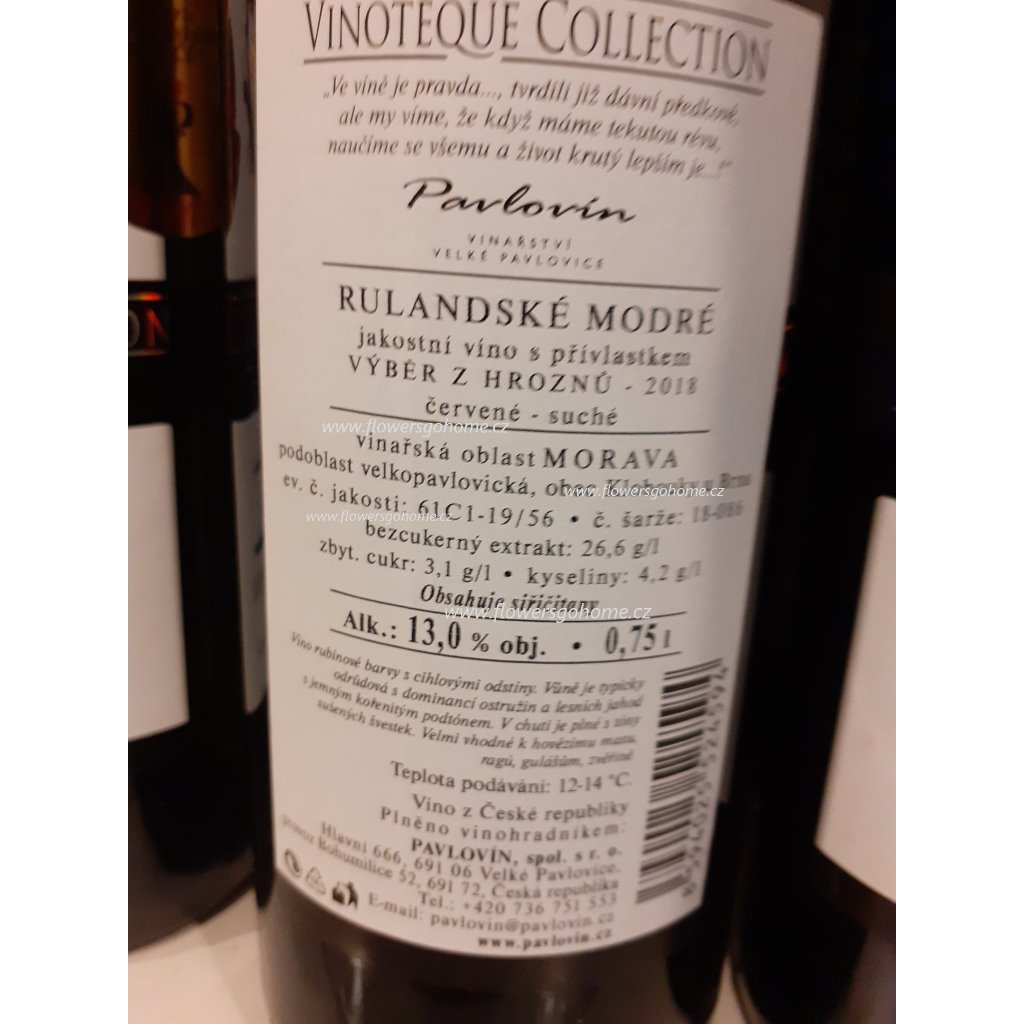 VINOTEQUE COLLECTION
„Ve víně je pravda..., tvrdili již dávní předkové,
ale my víme, že když máme tekutou révu,
naučíme se všemu a život krutý lepším je...!"
Pavlovín
VINAŘSTVÍ
VELKÉ PAVLOVICE
RULANDSKÉ MODRÉ
jakostní víno s přívlastkem
VÝBĚR Z HROZNŮ - 2018
červené - suché
www.flowersgohome.cz
vinařská oblast MORAVA
podoblast velkopavlovická, obec Klobouky u Brna
www.flowersgohome.cz
ev. č. jakosti: 61C1-19/56 • č. šarže: 18-086
www.flowersgohome.cz
bezcukerný extrakt: 26,6 g/l
zbyt. cukr: 3,1 g/l • kyseliny: 4,2 g/l
Obsahuje siřičitany
www.flowersgohome.cz
Alk.: 13,0 % obj. • 0,75 l
Víno rubínové barvy s cihlovými odstíny. Vůně je typicky
odrůdová s dominancí ostružin a lesních jahod
s jemným kořenitým podtónem. V chuti je plné s tóny
sušených švestek. Velmi vhodné k hovězímu masu,
ragú, gulášům, zvěřině.
Teplota podávání: 12-14 °C.
Víno z České republiky
Plněno vinohradníkem:
PAVLOVÍN, spol. s r. o.
Hlavní 666, 691 06 Velké Pavlovice,
provoz Bohumilice 52, 691 72, Česká republika
Tel.: +420 736 751 553
E-mail: pavlovin@pavlovin.cz
www.pavlovin.cz